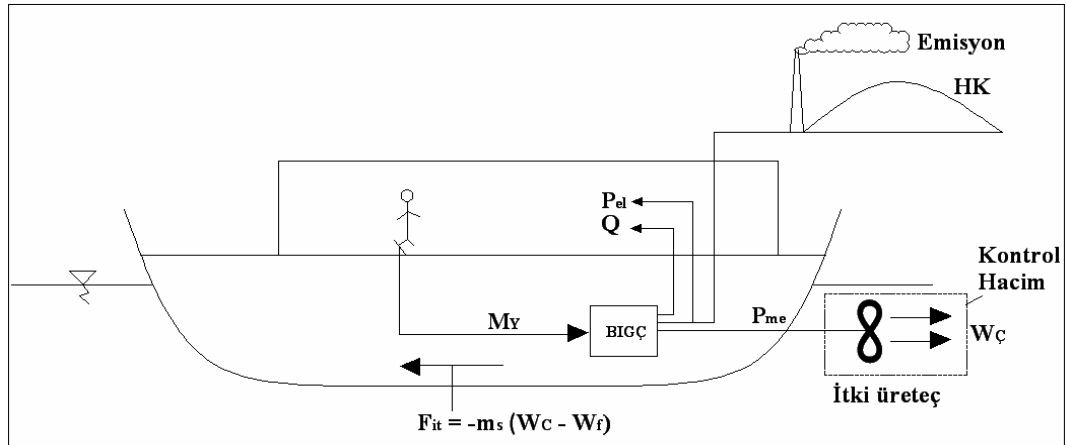 Emisyon
HK
Pel
Q
Kontrol
Hacim
MY
BIGÇ
Pme
WÇ
İtki üreteç
Fit = -ms (WC - Wf)